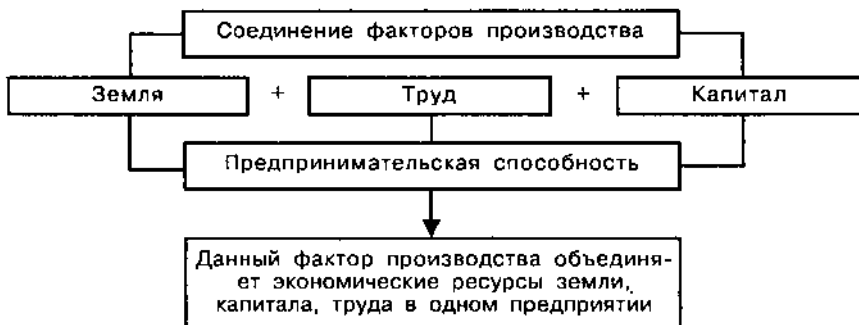 Соединение факторов производства
Земля + Труд + Капитал
Предпринимательская способность
Данный фактор производства объединя-
ет экономические ресурсы земли,
капитала, труда в одном предприятии